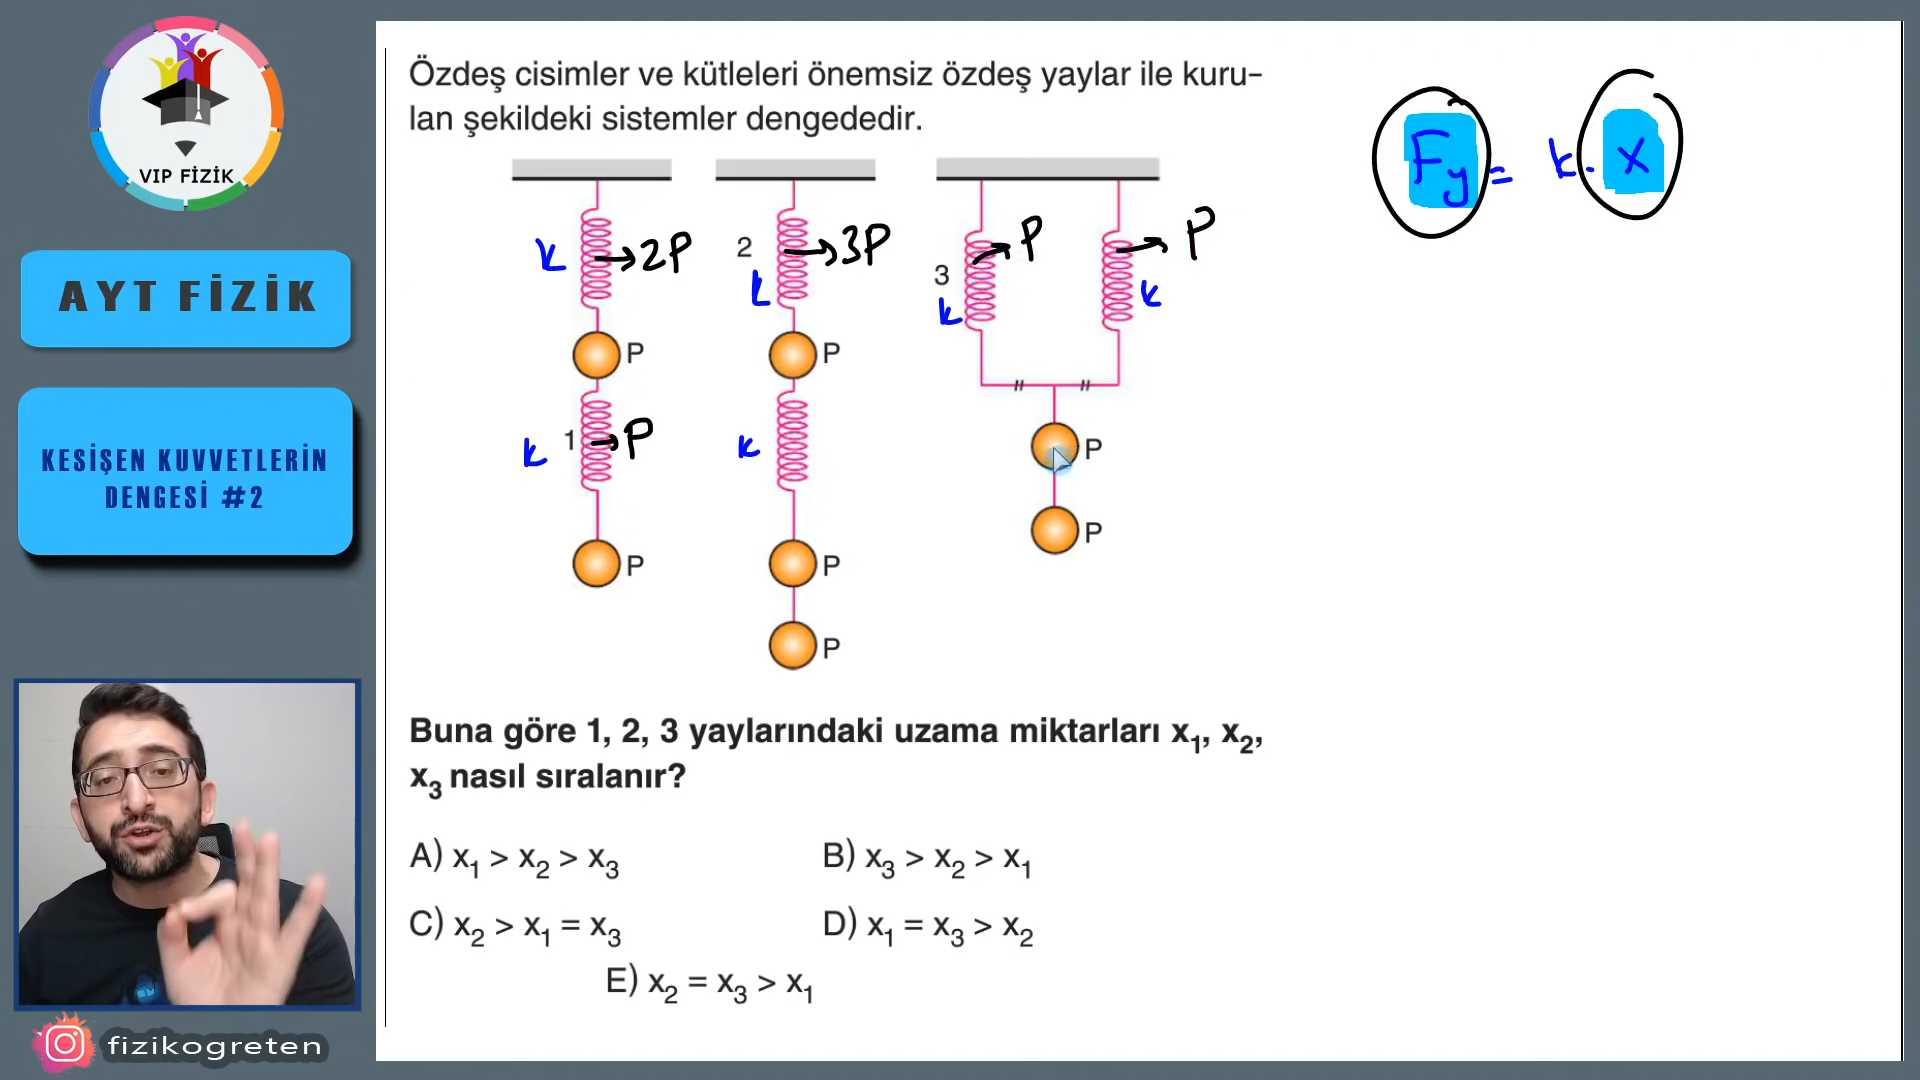 VIP FİZİK
AYT FİZİK
KESİŞEN KUVVETLERİN
DENGESİ #2
fizikogreten
Özdeş cisimler ve kütleleri önemsiz özdeş yaylar ile kuru-
lan şekildeki sistemler dengededir.
Fy = k . x
k → 2P
P
k 1 → P
P
2 → 3P
k
P
k
P
P
3 → P
k
→ P
k
P
P
Buna göre 1, 2, 3 yaylarındaki uzama miktarları x₁, x₂,
x₃ nasıl sıralanır?
A) x₁ > x₂ > x₃
B) x₃ > x₂ > x₁
C) x₂ > x₁ = x₃
D) x₁ = x₃ > x₂
E) x₂ = x₃ > x₁